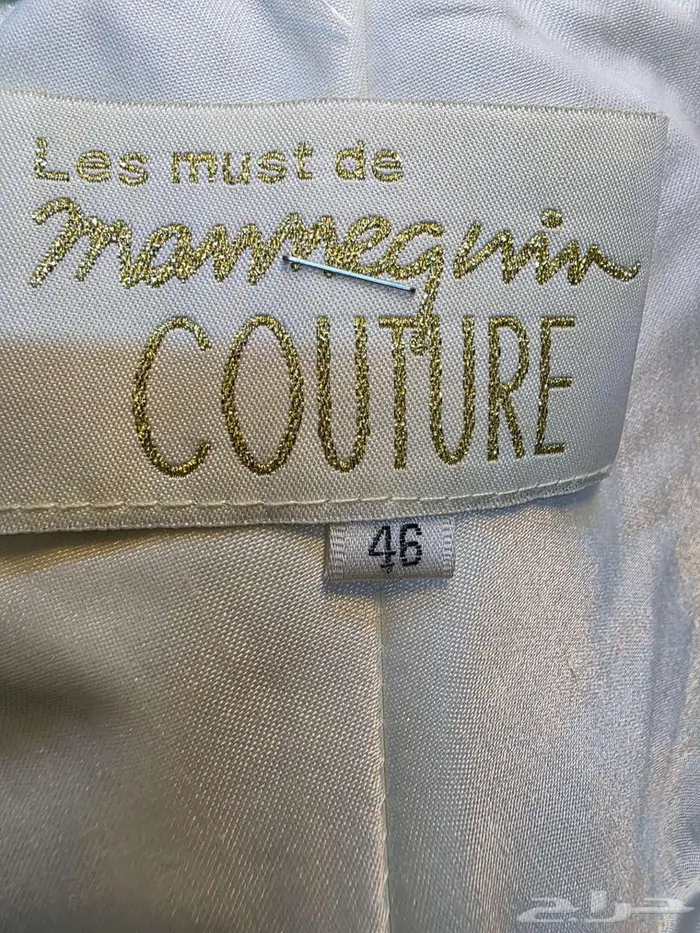 Les must de
mannequin
COUTURE
46
حراج